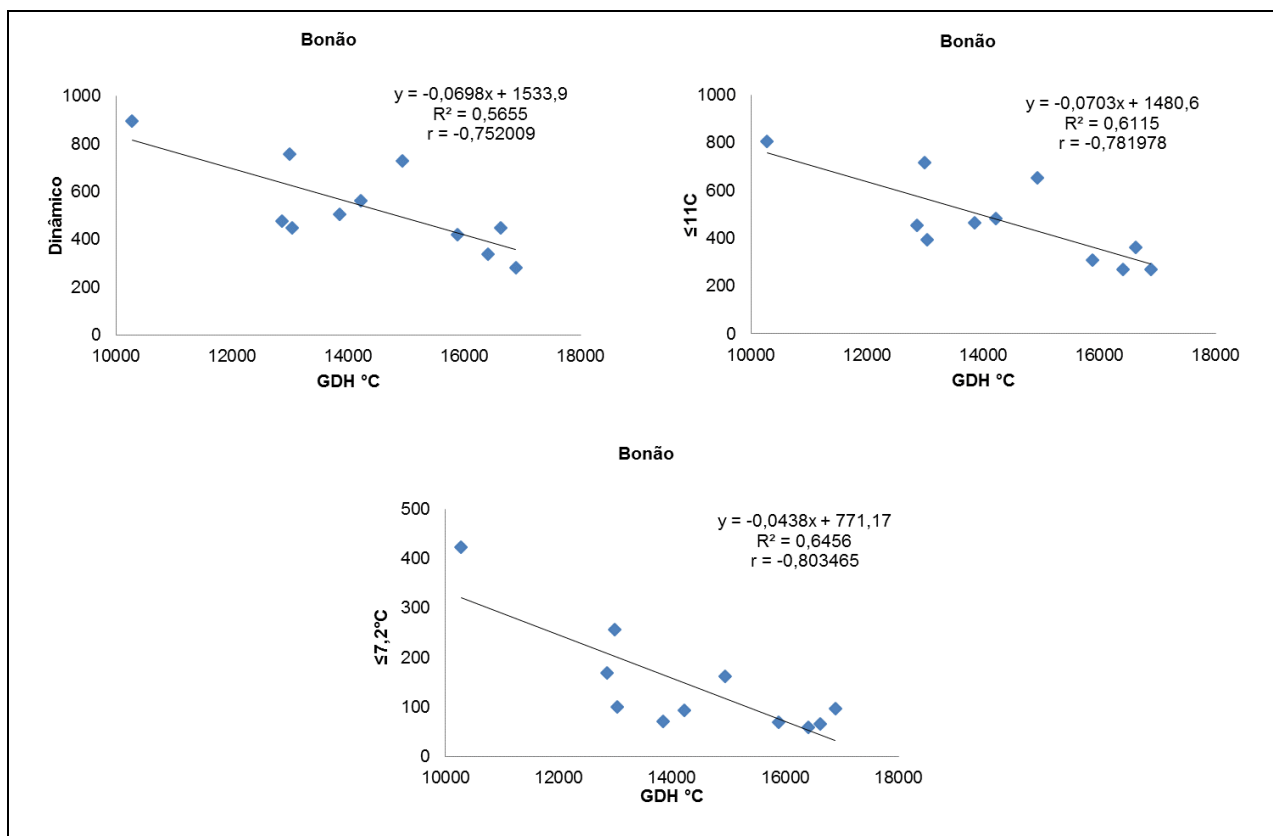 Bonão
y = -0,0698x + 1533,9
R² = 0,5655
r = -0,752009
1000
800
600
400
200
0
Dinâmico
10000 12000 14000 16000 18000
GDH °C
Bonão
y = -0,0703x + 1480,6
R² = 0,6115
r = -0,781978
1000
800
600
400
200
0
≤11C
10000 12000 14000 16000 18000
GDH °C
Bonão
y = -0,0438x + 771,17
R² = 0,6456
r = -0,803465
500
400
300
200
100
0
≤7,2°C
10000 12000 14000 16000 18000
GDH °C